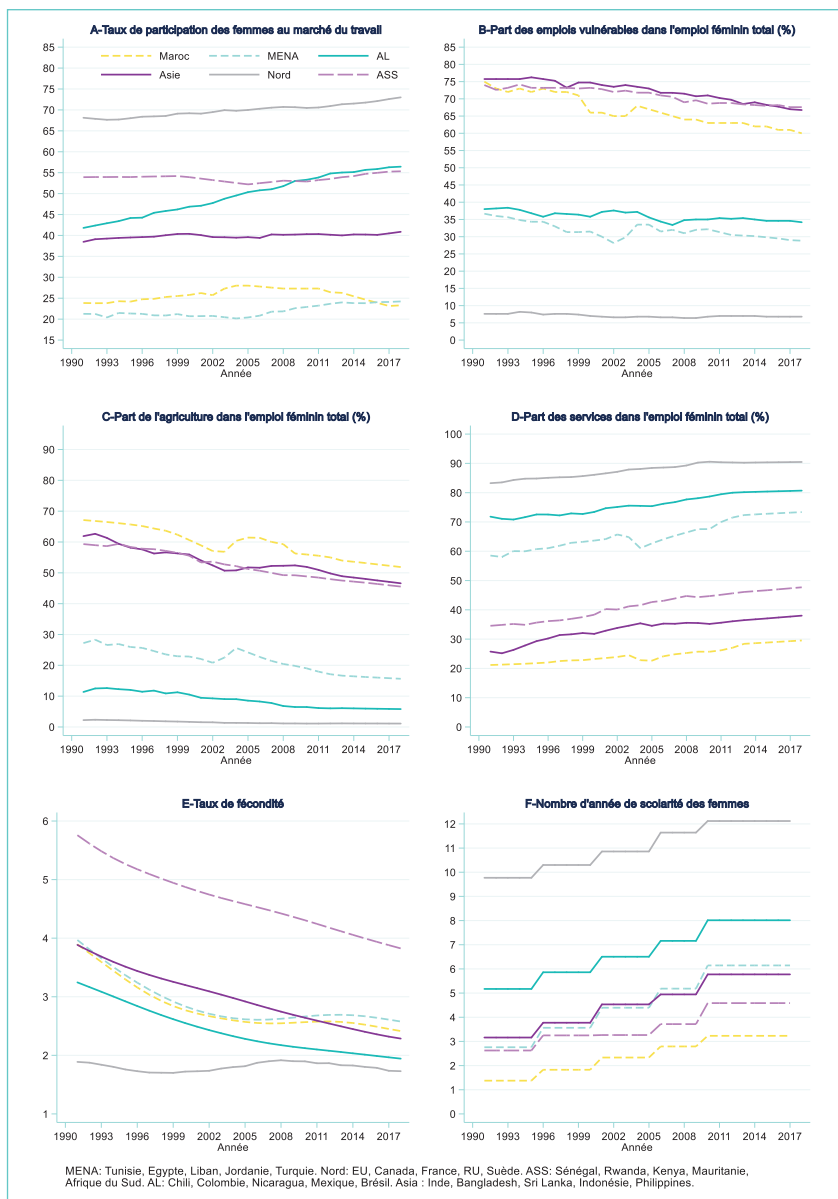 A-Taux de participation des femmes au marché du travail
85
80
75
70
65
60
55
50
45
40
35
30
25
20
15
Maroc
MENA
AL
Asie
Nord
ASS
1990 1993 1996 1999 2002 2005 2008 2011 2014 2017
Année
B-Part des emplois vulnérables dans l'emploi féminin total (%)
85
80
75
70
65
60
55
50
45
40
35
30
25
20
15
10
5
0
1990 1993 1996 1999 2002 2005 2008 2011 2014 2017
Année
C-Part de l'agriculture dans l'emploi féminin total (%)
90
80
70
60
50
40
30
20
10
0
1990 1993 1996 1999 2002 2005 2008 2011 2014 2017
Année
D-Part des services dans l'emploi féminin total (%)
100
90
80
70
60
50
40
30
20
10
0
1990 1993 1996 1999 2002 2005 2008 2011 2014 2017
Année
E-Taux de fécondité
6
5
4
3
2
1
1990 1993 1996 1999 2002 2005 2008 2011 2014 2017
Année
F-Nombre d'année de scolarité des femmes
12
11
10
9
8
7
6
5
4
3
2
1
0
1990 1993 1996 1999 2002 2005 2008 2011 2014 2017
Année
MENA: Tunisie, Egypte, Liban, Jordanie, Turquie. Nord: EU, Canada, France, RU, Suède. ASS: Sénégal, Rwanda, Kenya, Mauritanie,
Afrique du Sud. AL: Chili, Colombie, Nicaragua, Mexique, Brésil. Asia : Inde, Bangladesh, Sri Lanka, Indonésie, Philippines.